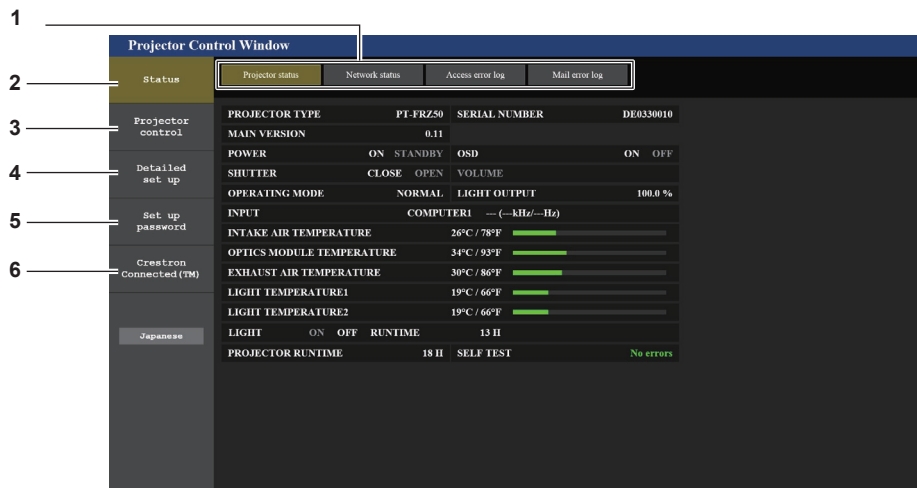 1
Projector Control Window
2
Status
Projector status Network status Access error log Mail error log
3
Projector
control
4
Detailed
set up
5
Set up
password
6
Crestron
Connected(TM)
Japanese
PROJECTOR TYPE PT-FRZ50 SERIAL NUMBER DE0330010
MAIN VERSION 0.11
POWER ON STANDBY OSD ON OFF
SHUTTER CLOSE OPEN VOLUME
OPERATING MODE NORMAL LIGHT OUTPUT 100.0 %
INPUT COMPUTER1 --- (---kHz/---Hz)
INTAKE AIR TEMPERATURE 26°C / 78°F
OPTICS MODULE TEMPERATURE 34°C / 93°F
EXHAUST AIR TEMPERATURE 30°C / 86°F
LIGHT TEMPERATURE1 19°C / 66°F
LIGHT TEMPERATURE2 19°C / 66°F
LIGHT ON OFF RUNTIME 13 H
PROJECTOR RUNTIME 18 H SELF TEST No errors